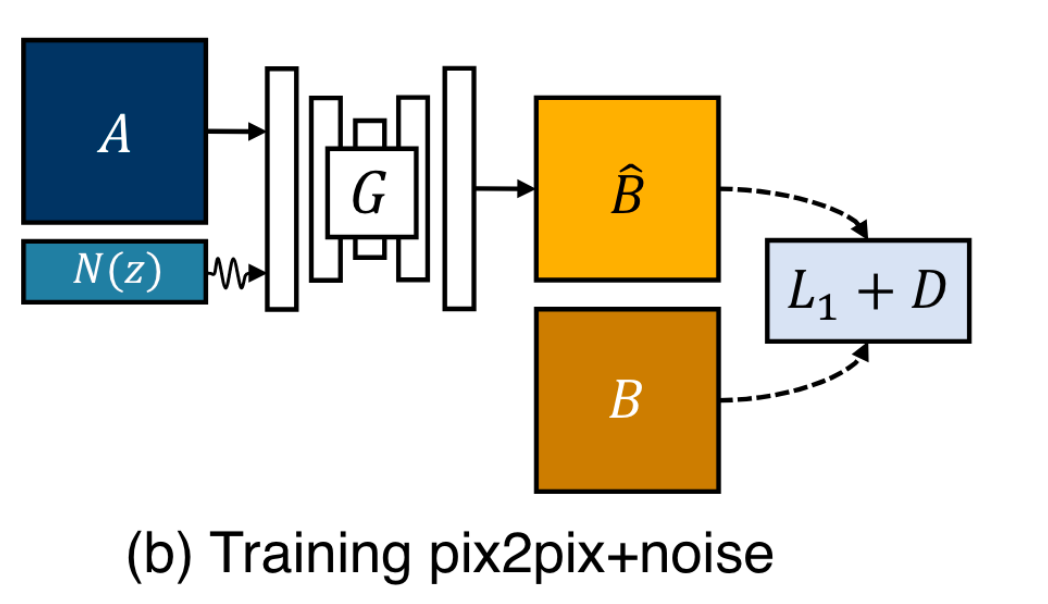 A
N(z)
G
B̂
B
L₁ + D
(b) Training pix2pix+noise